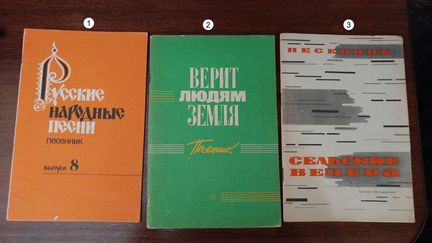 1
РУССКИЕ
НАРОДНЫЕ
ПЕСНИ
ПЕСЕННИК
ВЫПУСК 8
2
ВЕРИТ
ЛЮДЯМ
ЗЕМЛЯ
Песенник
3
ПЕСЕННИК
СЕЛЬСКИЕ
ВЕЧЕРА